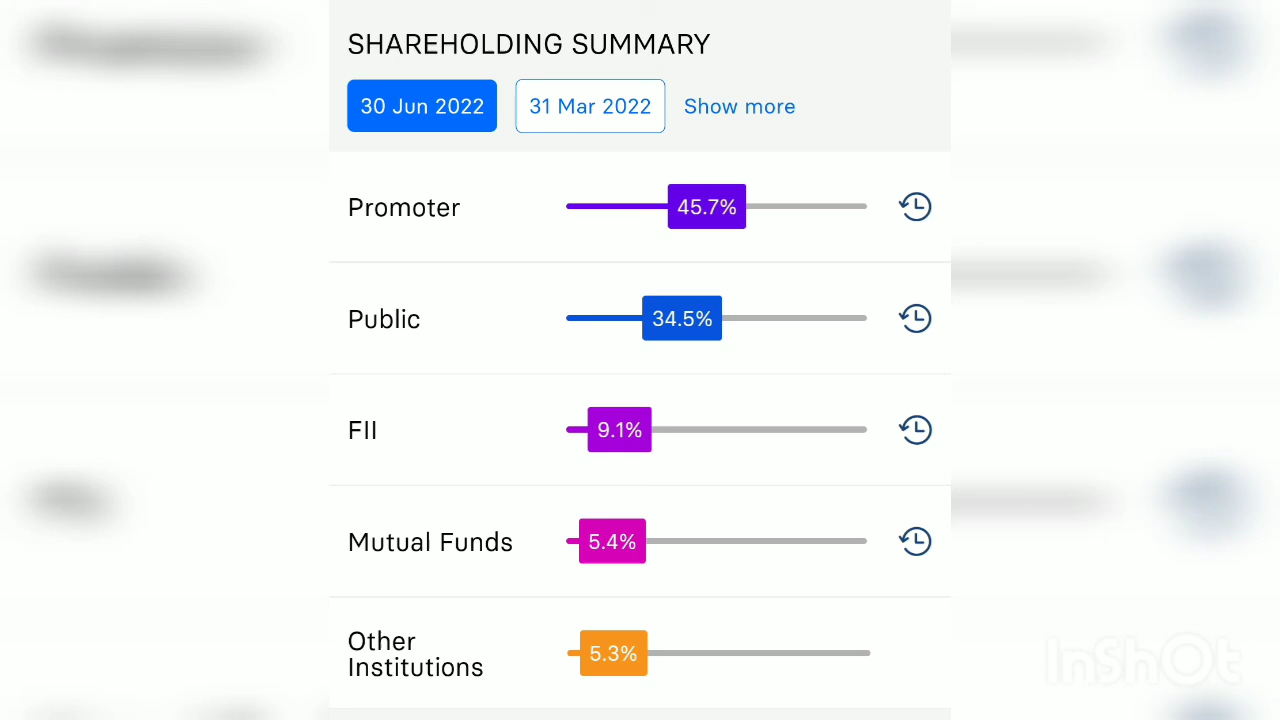 SHAREHOLDING SUMMARY
30 Jun 2022 31 Mar 2022 Show more
Promoter 45.7%
Public 34.5%
FII 9.1%
Mutual Funds 5.4%
Other
Institutions 5.3%
InShOt